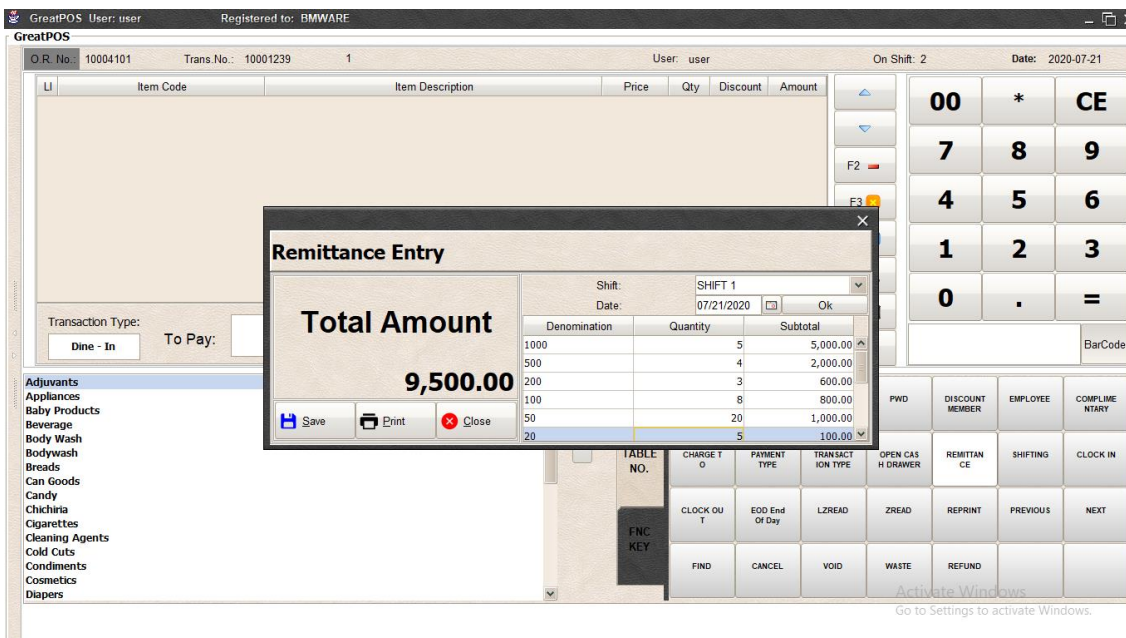 GreatPOS User: user Registered to: BMWARE
GreatPOS
O.R. No.: 10004101 Trans.No.: 10001239 1 User: user On Shift: 2 Date: 2020-07-21
LI Item Code Item Description Price Qty Discount Amount
00 * CE
7 8 9
F2
4 5 6
F3
1 2 3
0 . =
BarCode
Remittance Entry
Total Amount
9,500.00
Save Print Close
Shift: SHIFT 1
Date: 07/21/2020 Ok
Denomination Quantity Subtotal
1000 5 5,000.00
500 4 2,000.00
200 3 600.00
100 8 800.00
50 20 1,000.00
20 5 100.00
Transaction Type:
Dine - In
To Pay:
Adjuvants
Appliances
Baby Products
Beverage
Body Wash
Bodywash
Breads
Can Goods
Candy
Chichiria
Cigarettes
Cleaning Agents
Cold Cuts
Condiments
Cosmetics
Diapers
TABLE
NO.
FNC
KEY
PWD
DISCOUNT
MEMBER
EMPLOYEE
COMPLIME
NTARY
CHARGE T
O
PAYMENT
TYPE
TRANSACT
ION TYPE
OPEN CAS
H DRAWER
REMITTAN
CE
SHIFTING
CLOCK IN
CLOCK OU
T
EOD End
Of Day
LZREAD
ZREAD
REPRINT
PREVIOUS
NEXT
FIND
CANCEL
VOID
WASTE
REFUND
Activate Windows
Go to Settings to activate Windows.